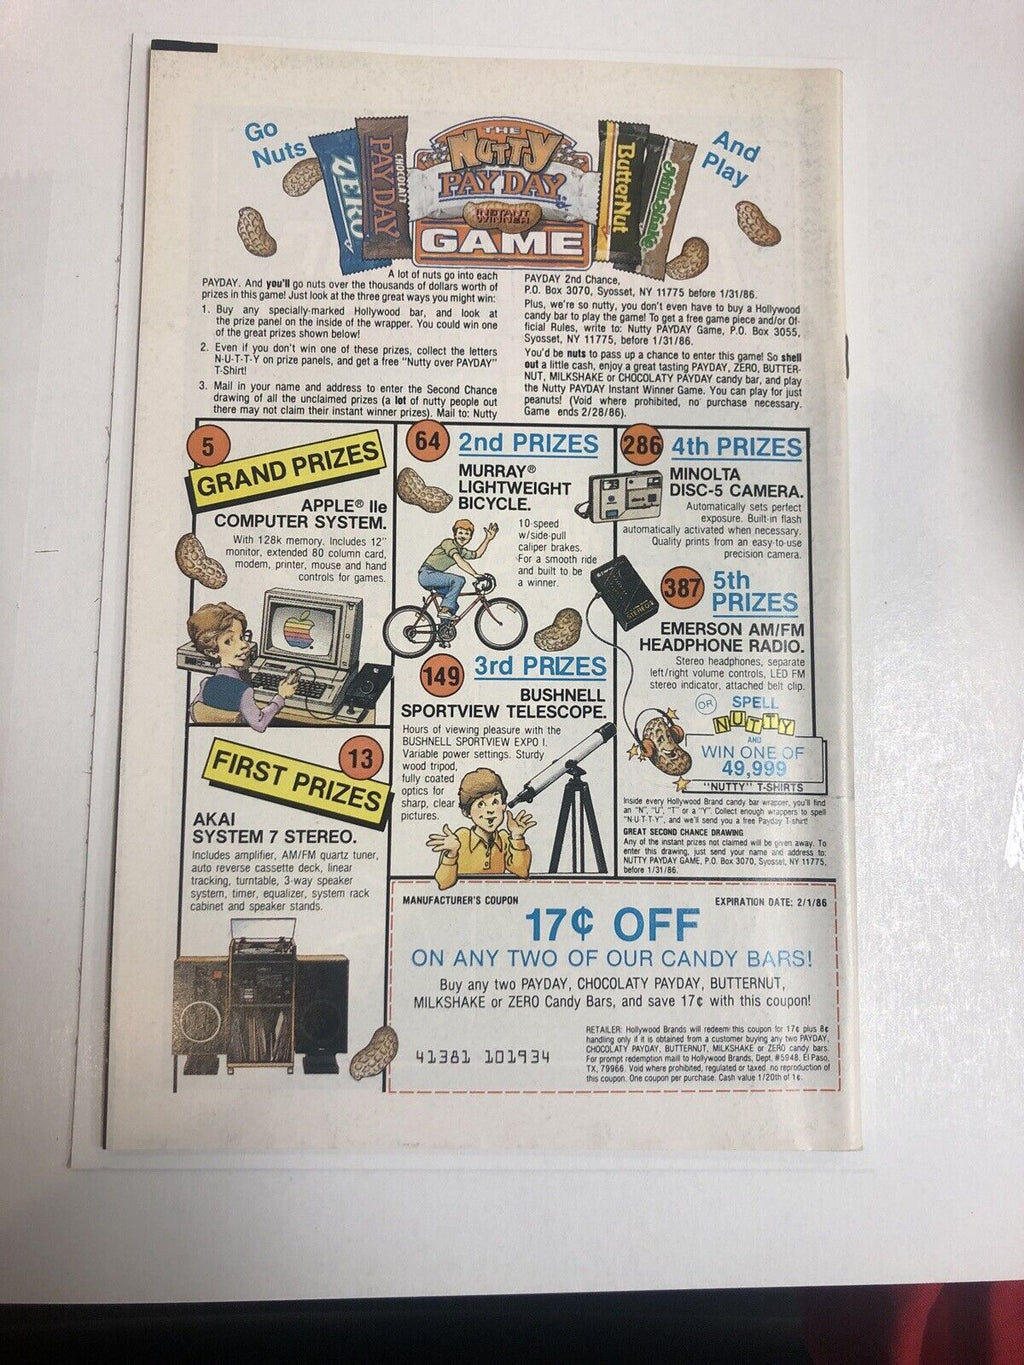 Go
Nuts
ZERO
CHOCOLATY
PAYDAY
THE
NUTTY
PAY DAY
INSTANT
WINNER
GAME
ButterNut
Milk Shake
And
Play
A lot of nuts go into each
PAYDAY. And you'll go nuts over the thousands of dollars worth of
prizes in this game! Just look at the three great ways you might win:
1. Buy any specially-marked Hollywood bar, and look at
the prize panel on the inside of the wrapper. You could win one
of the great prizes shown below!
2. Even if you don't win one of these prizes, collect the letters
N-U-T-T-Y on prize panels, and get a free "Nutty over PAYDAY"
T-Shirt!
3. Mail in your name and address to enter the Second Chance
drawing of all the unclaimed prizes (a lot of nutty people out
there may not claim their instant winner prizes). Mail to: Nutty
PAYDAY 2nd Chance,
P.O. Box 3070, Syosset, NY 11775 before 1/31/86.
Plus, we're so nutty, you don't even have to buy a Hollywood
candy bar to play the game! To get a free game piece and/or Of-
ficial Rules, write to: Nutty PAYDAY Game, P.O. Box 3055,
Syosset, NY 11775, before 1/31/86.
You'd be nuts to pass up a chance to enter this game! So shell
out a little cash, enjoy a great tasting PAYDAY, ZERO, BUTTER-
NUT, MILKSHAKE or CHOCOLATY PAYDAY candy bar, and play
the Nutty PAYDAY Instant Winner Game. You can play for just
peanuts! (Void where prohibited, no purchase necessary.
Game ends 2/28/86).
5
GRAND PRIZES
APPLE® IIe
COMPUTER SYSTEM.
With 128k memory. Includes 12"
monitor, extended 80 column card,
modem, printer, mouse and hand
controls for games.
13
FIRST PRIZES
AKAI
SYSTEM 7 STEREO.
Includes amplifier, AM/FM quartz tuner,
auto reverse cassette deck, linear
tracking, turntable, 3-way speaker
system, timer, equalizer, system rack
cabinet and speaker stands.
64 2nd PRIZES
MURRAY®
LIGHTWEIGHT
BICYCLE.
10-speed
w/side-pull
caliper brakes.
For a smooth ride
and built to be
a winner.
149 3rd PRIZES
BUSHNELL
SPORTVIEW TELESCOPE.
Hours of viewing pleasure with the
BUSHNELL SPORTVIEW EXPO I.
Variable power settings. Sturdy
wood tripod,
fully coated
optics for
sharp, clear
pictures.
286 4th PRIZES
MINOLTA
DISC-5 CAMERA.
Automatically sets perfect
exposure. Built-in flash
automatically activated when necessary.
Quality prints from an easy-to-use
precision camera.
STEREO
387 5th
PRIZES
EMERSON AM/FM
HEADPHONE RADIO.
Stereo headphones, separate
left/right volume controls, LED FM
stereo indicator, attached belt clip.
OR SPELL
NUTTY
AND
WIN ONE OF
49,999
"NUTTY" T-SHIRTS
Inside every Hollywood Brand candy bar wrapper, you'll find
an "N", "U", "T" or a "Y". Collect enough wrappers to spell
"N-U-T-T-Y", and we'll send you a free Payday T-shirt!
GREAT SECOND CHANCE DRAWING
Any of the instant prizes not claimed will be given away. To
enter this drawing, just send your name and address to:
NUTTY PAYDAY GAME, P.O. Box 3070, Syosset, NY 11775,
before 1/31/86.
MANUFACTURER'S COUPON
EXPIRATION DATE: 2/1/86
17¢ OFF
ON ANY TWO OF OUR CANDY BARS!
Buy any two PAYDAY, CHOCOLATY PAYDAY, BUTTERNUT,
MILKSHAKE or ZERO Candy Bars, and save 17¢ with this coupon!
41381 101934
RETAILER: Hollywood Brands will redeem this coupon for 17¢ plus 8¢
handling only if it is obtained from a customer buying any two PAYDAY,
CHOCOLATY PAYDAY, BUTTERNUT, MILKSHAKE or ZERO candy bars.
For prompt redemption mail to Hollywood Brands, Dept. #5948, El Paso,
TX, 79966. Void where prohibited, regulated or taxed, no reproduction of
this coupon. One coupon per purchase. Cash value 1/20th of 1¢.